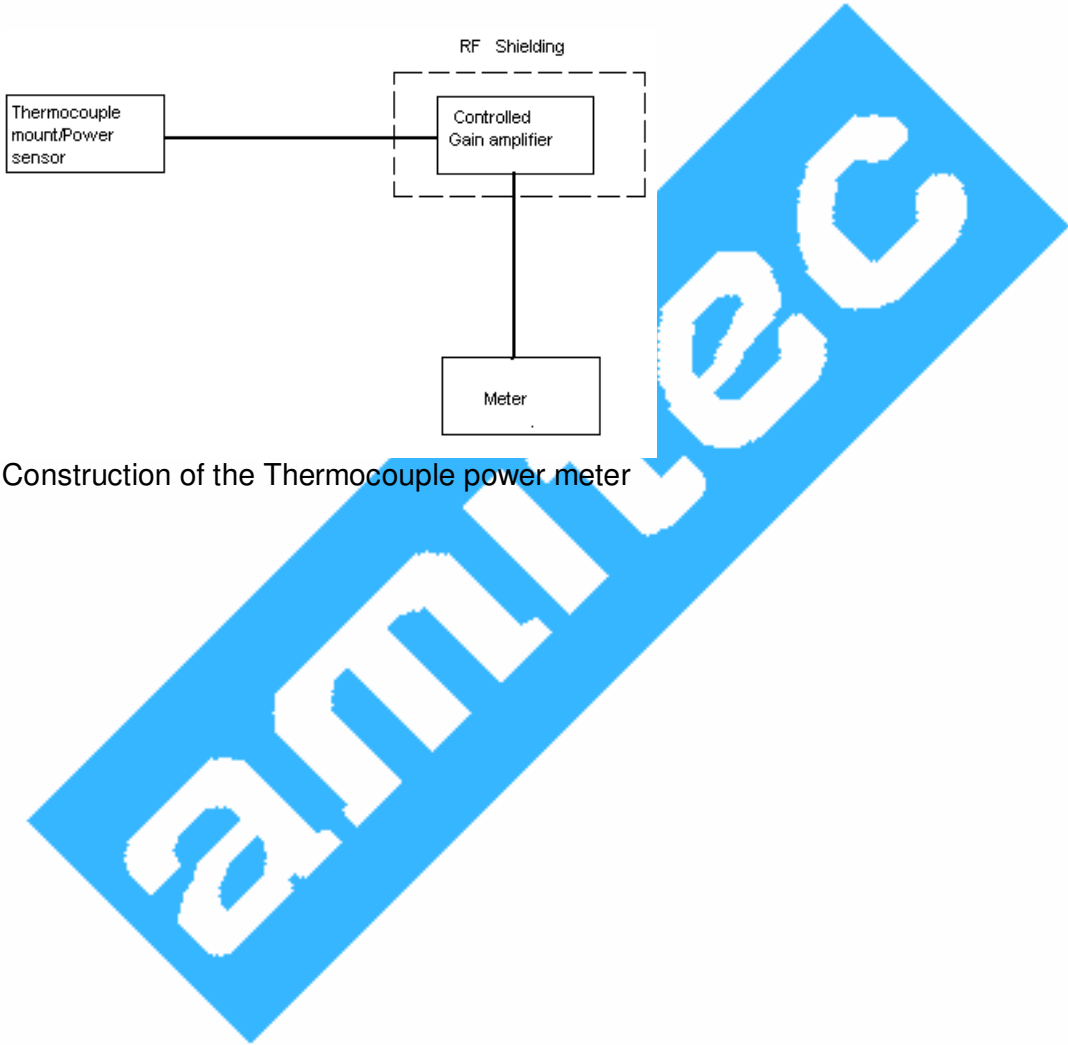 RF Shielding
Thermocouple
mount/Power
sensor
Controlled
Gain amplifier
Meter
Construction of the Thermocouple power meter
amitec